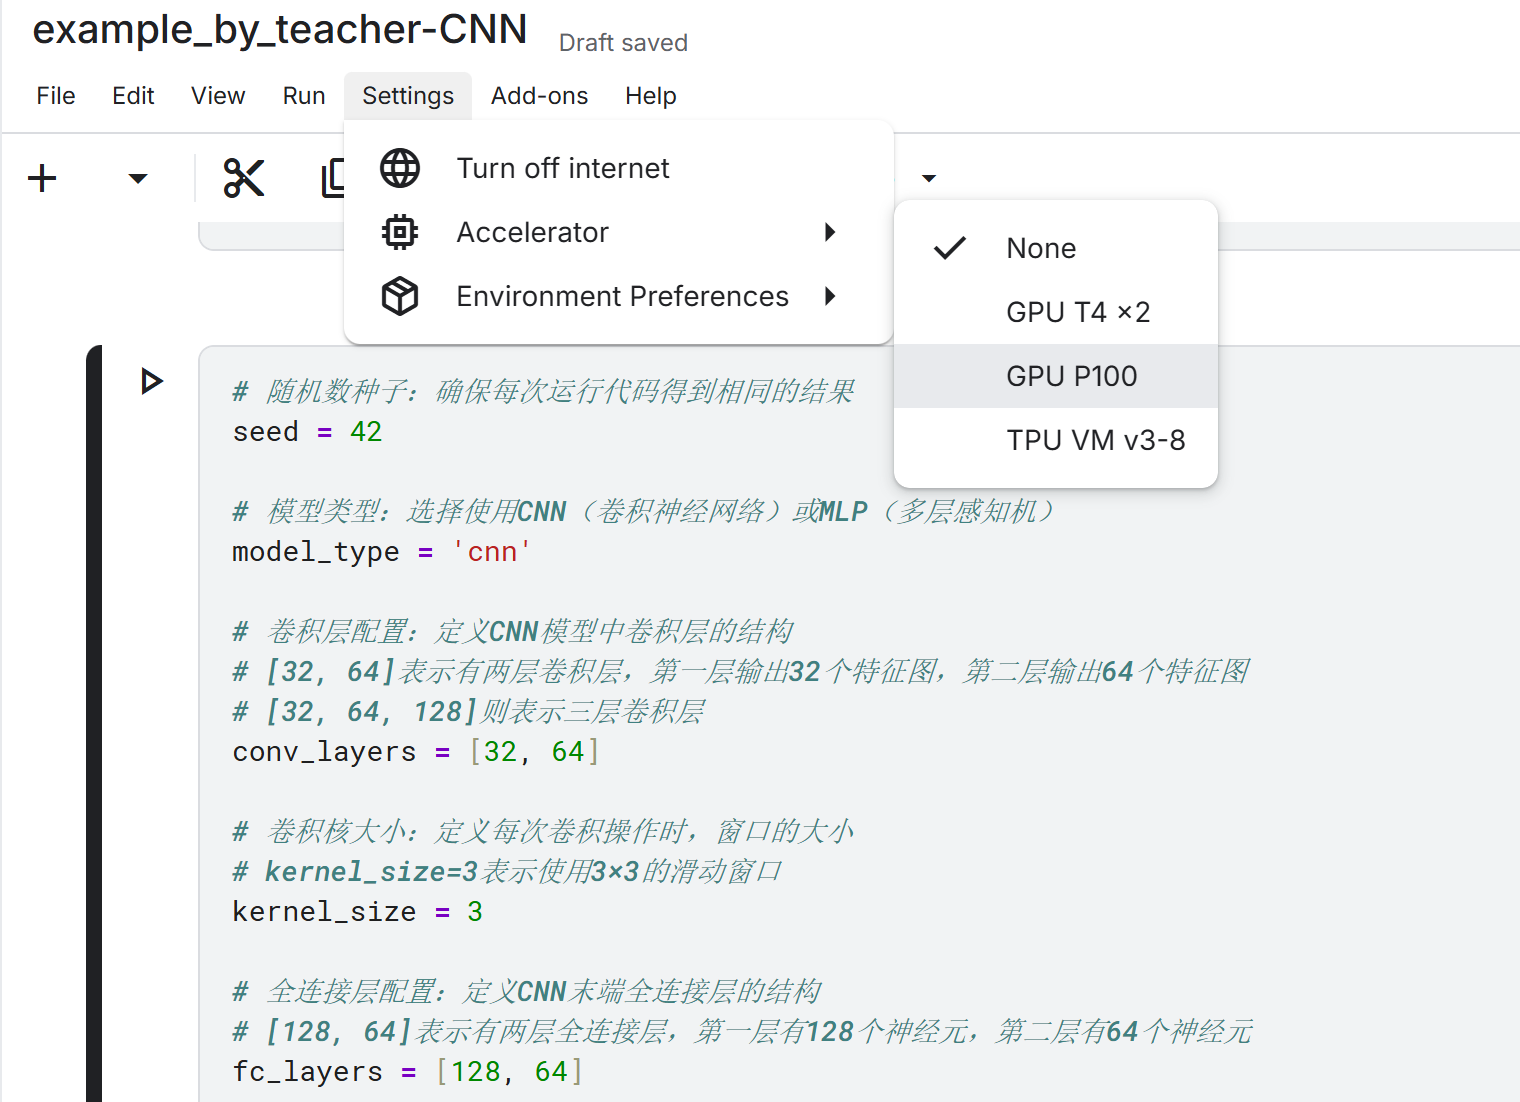 example_by_teacher-CNN Draft saved
File Edit View Run Settings Add-ons Help
Turn off internet
Accelerator
Environment Preferences
None
GPU T4 ×2
GPU P100
TPU VM v3-8
# 随机数种子：确保每次运行代码得到相同的结果
seed = 42
# 模型类型：选择使用CNN（卷积神经网络）或MLP（多层感知机）
model_type = 'cnn'
# 卷积层配置：定义CNN模型中卷积层的结构
# [32, 64]表示有两层卷积层，第一层输出32个特征图，第二层输出64个特征图
# [32, 64, 128]则表示三层卷积层
conv_layers = [32, 64]
# 卷积核大小：定义每次卷积操作时，窗口的大小
# kernel_size=3表示使用3×3的滑动窗口
kernel_size = 3
# 全连接层配置：定义CNN末端全连接层的结构
# [128, 64]表示有两层全连接层，第一层有128个神经元，第二层有64个神经元
fc_layers = [128, 64]